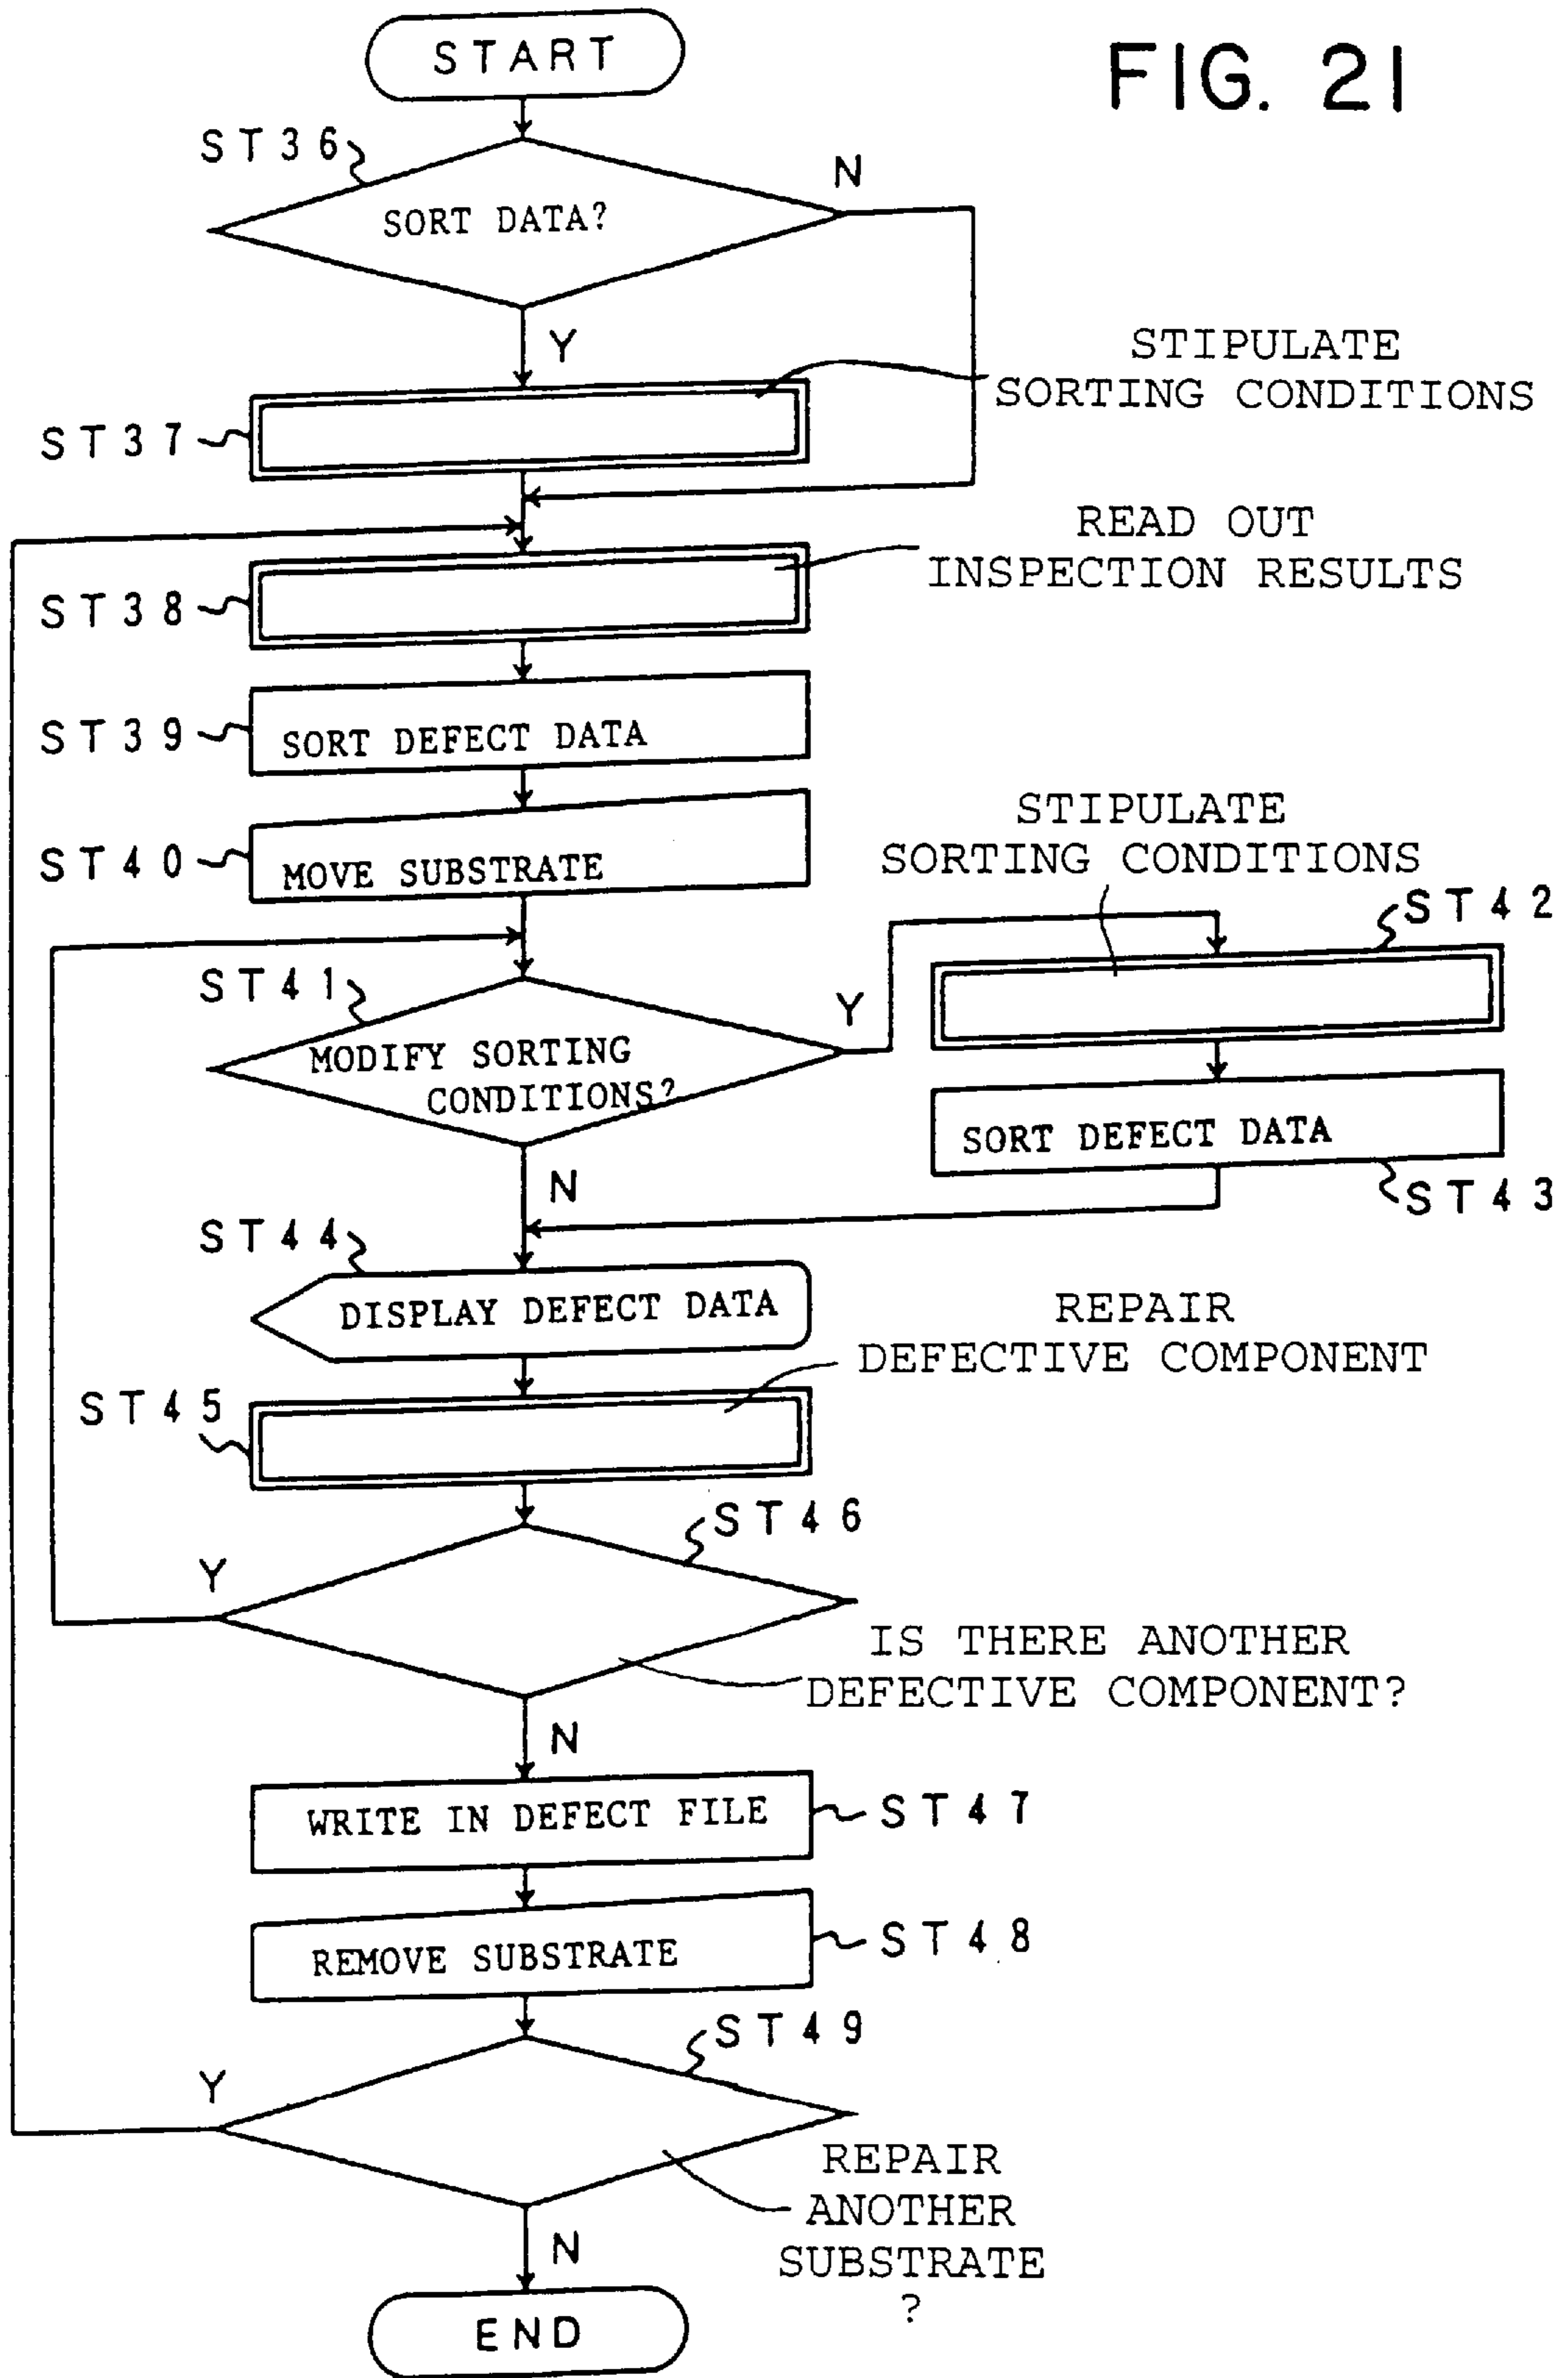 FIG. 21
START
ST36
SORT DATA?
N
Y
STIPULATE
SORTING CONDITIONS
ST37
READ OUT
INSPECTION RESULTS
ST38
ST39
SORT DEFECT DATA
ST40
MOVE SUBSTRATE
STIPULATE
SORTING CONDITIONS
ST42
ST41
MODIFY SORTING
CONDITIONS?
Y
N
SORT DEFECT DATA
ST43
ST44
DISPLAY DEFECT DATA
REPAIR
DEFECTIVE COMPONENT
ST45
ST46
Y
IS THERE ANOTHER
DEFECTIVE COMPONENT?
N
WRITE IN DEFECT FILE
ST47
REMOVE SUBSTRATE
ST48
ST49
Y
REPAIR
ANOTHER
SUBSTRATE
?
N
END